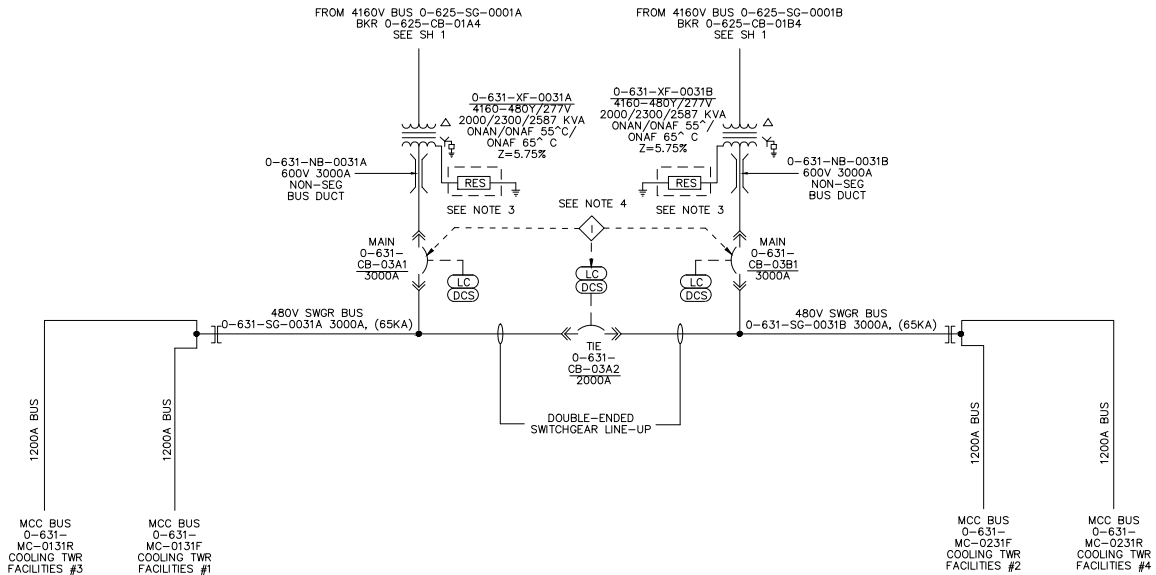 FROM 4160V BUS 0-625-SG-0001A
BKR 0-625-CB-01A4
SEE SH 1
FROM 4160V BUS 0-625-SG-0001B
BKR 0-625-CB-01B4
SEE SH 1
0-631-XF-0031A
4160-480Y/277V
2000/2300/2587 KVA
ONAN/ONAF 55^C/
ONAF 65^ C
Z=5.75%
0-631-XF-0031B
4160-480Y/277V
2000/2300/2587 KVA
ONAN/ONAF 55^/
ONAF 65^ C
Z=5.75%
0-631-NB-0031A
600V 3000A
NON-SEG
BUS DUCT
RES
SEE NOTE 3
SEE NOTE 4
RES
SEE NOTE 3
0-631-NB-0031B
600V 3000A
NON-SEG
BUS DUCT
MAIN
0-631-
CB-03A1
3000A
LC
DCS
I
LC
DCS
LC
DCS
MAIN
0-631-
CB-03B1
3000A
480V SWGR BUS
0-631-SG-0031A 3000A, (65KA)
480V SWGR BUS
0-631-SG-0031B 3000A, (65KA)
TIE
0-631-
CB-03A2
2000A
DOUBLE-ENDED
SWITCHGEAR LINE-UP
1200A BUS
1200A BUS
1200A BUS
1200A BUS
MCC BUS
0-631-
MC-0131R
COOLING TWR
FACILITIES #3
MCC BUS
0-631-
MC-0131F
COOLING TWR
FACILITIES #1
MCC BUS
0-631-
MC-0231F
COOLING TWR
FACILITIES #2
MCC BUS
0-631-
MC-0231R
COOLING TWR
FACILITIES #4